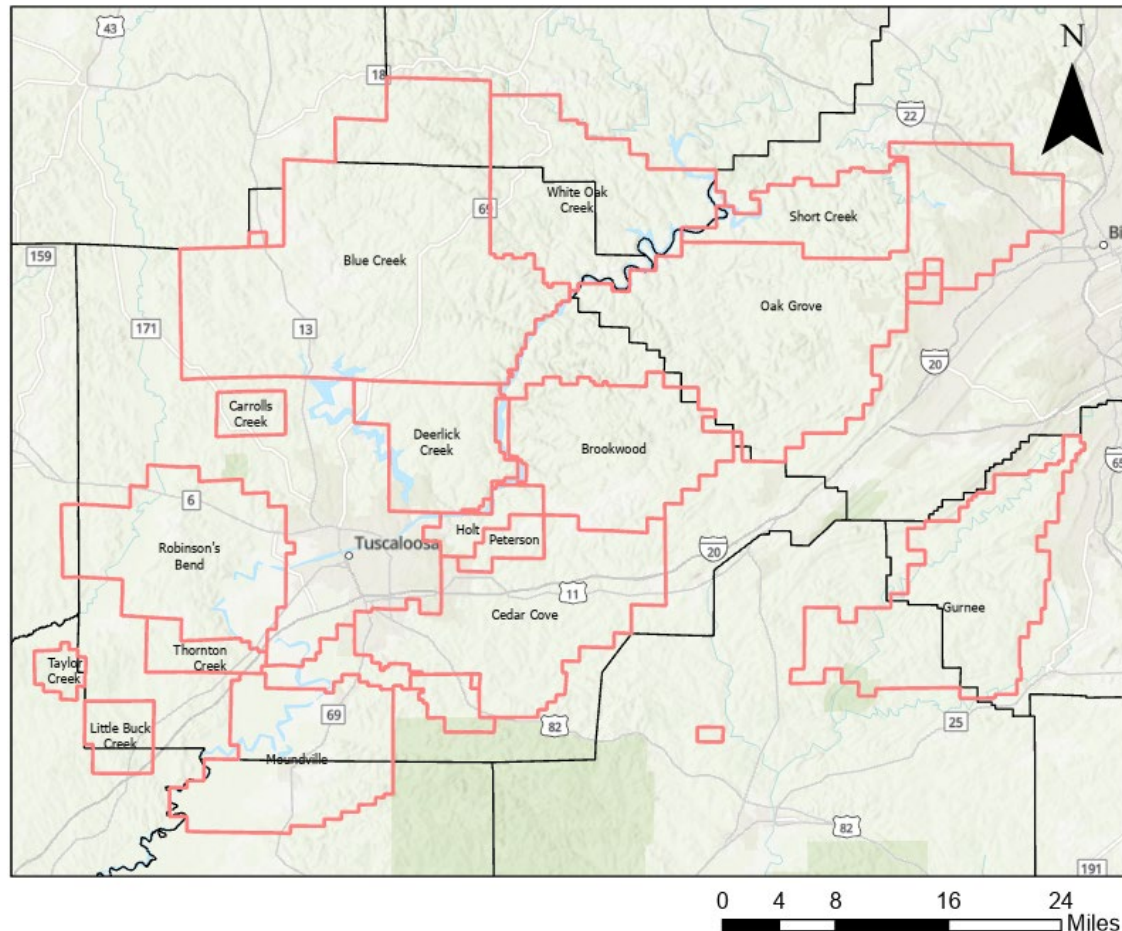 43
N
18
22
White Oak
Creek
69
Short Creek
159
Blue Creek
Bi
Oak Grove
171
13
20
Carrolls
Creek
Deerlick
Creek
Brookwood
65
6
Holt
Peterson
Robinson's
Bend
Tuscaloosa
20
11
Cedar Cove
Gurnee
Thornton
Creek
Taylor
Creek
69
25
Little Buck
Creek
82
Moundville
82
191
0 4 8 16 24
Miles